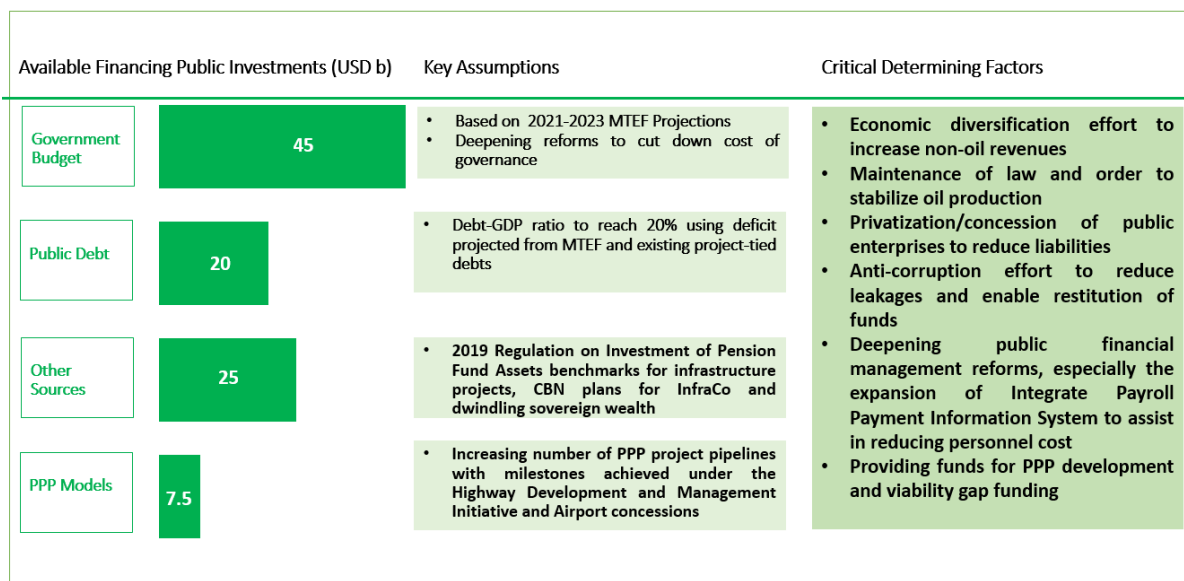 Available Financing Public Investments (USD b)
Key Assumptions
Critical Determining Factors
Government
Budget
45
• Based on 2021-2023 MTEF Projections
• Deepening reforms to cut down cost of
governance
Public Debt
20
• Debt-GDP ratio to reach 20% using deficit
projected from MTEF and existing project-tied
debts
Other
Sources
25
• 2019 Regulation on Investment of Pension
Fund Assets benchmarks for infrastructure
projects, CBN plans for InfraCo and
dwindling sovereign wealth
PPP Models
7.5
• Increasing number of PPP project pipelines
with milestones achieved under the
Highway Development and Management
Initiative and Airport concessions
• Economic diversification effort to
increase non-oil revenues
• Maintenance of law and order to
stabilize oil production
• Privatization/concession of public
enterprises to reduce liabilities
• Anti-corruption effort to reduce
leakages and enable restitution of
funds
• Deepening public financial
management reforms, especially the
expansion of Integrate Payroll
Payment Information System to assist
in reducing personnel cost
• Providing funds for PPP development
and viability gap funding